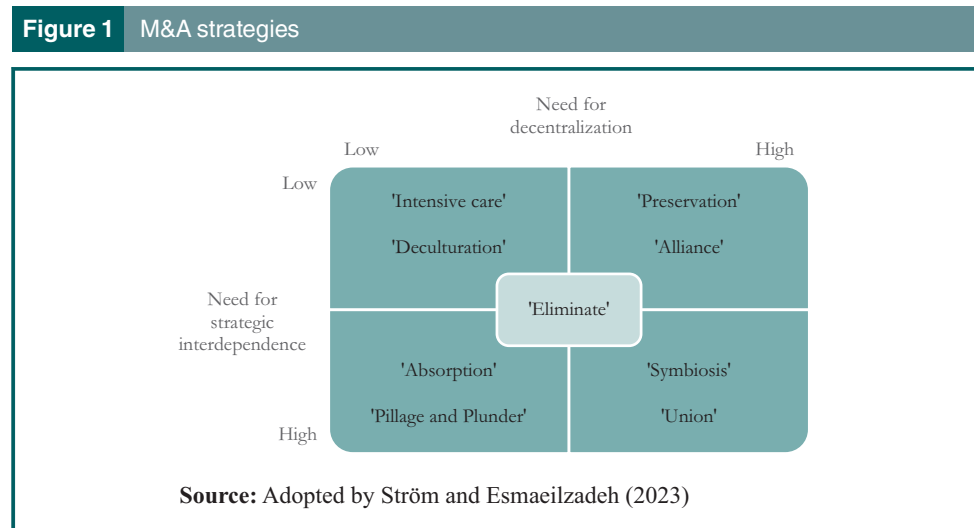 Figure 1 M&A strategies
Need for
decentralization
Low High
Low
'Intensive care' 'Preservation'
'Deculturation' 'Alliance'
'Eliminate'
Need for
strategic
interdependence
'Absorption' 'Symbiosis'
'Pillage and Plunder' 'Union'
High
Source: Adopted by Ström and Esmaeilzadeh (2023)